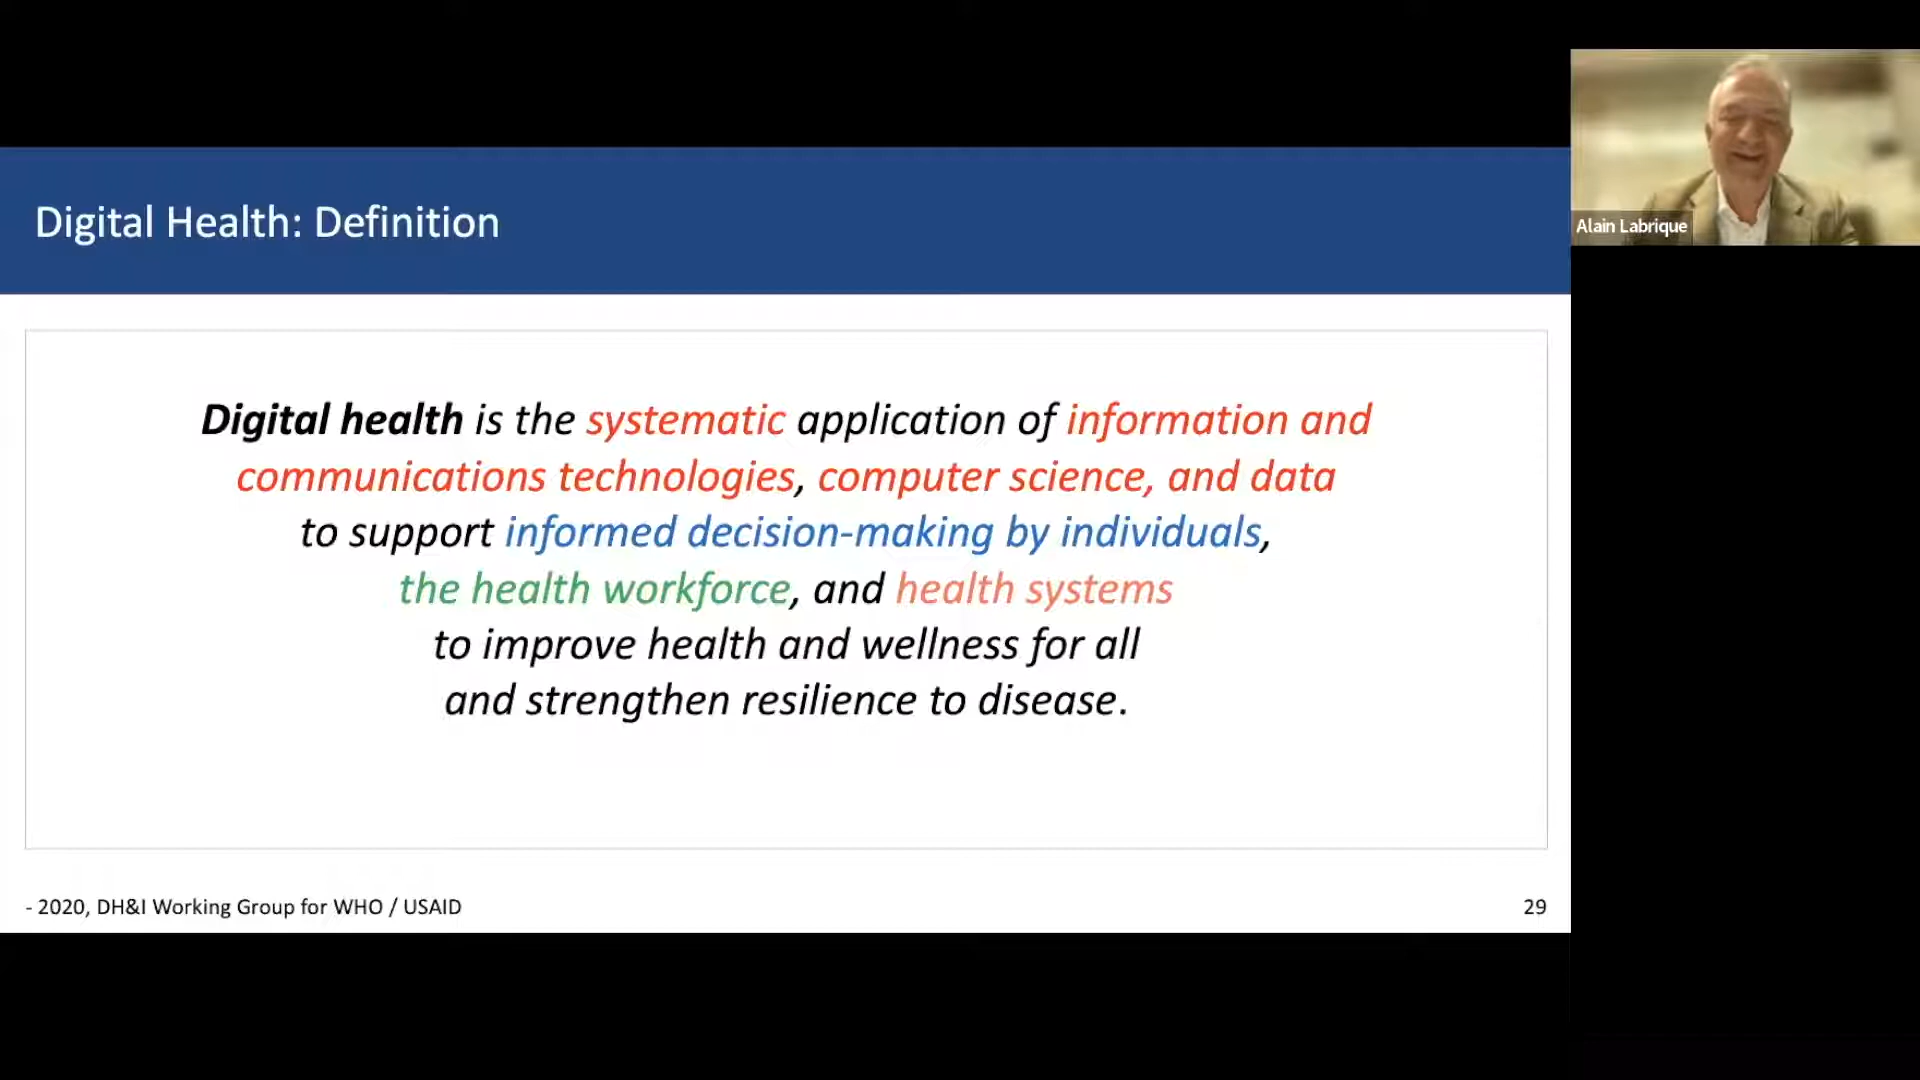 Digital Health: Definition
Digital health is the systematic application of information and
communications technologies, computer science, and data
to support informed decision-making by individuals,
the health workforce, and health systems
to improve health and wellness for all
and strengthen resilience to disease.
- 2020, DH&I Working Group for WHO / USAID
29
Alain Labrique